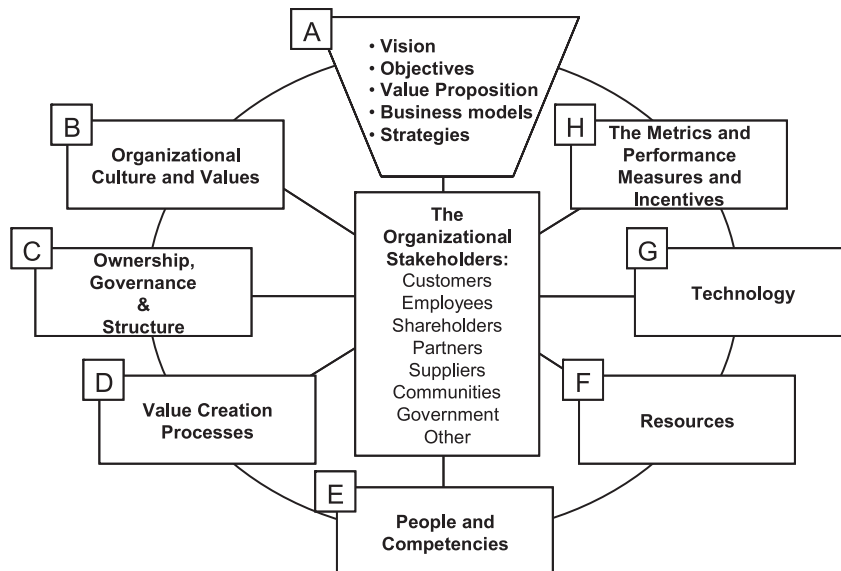 A
• Vision
• Objectives
• Value Proposition
• Business models
• Strategies
B
Organizational
Culture and Values
H
The Metrics and
Performance
Measures and
Incentives
The
Organizational
Stakeholders:
Customers
Employees
Shareholders
Partners
Suppliers
Communities
Government
Other
C
Ownership,
Governance
&
Structure
G
Technology
D
Value Creation
Processes
F
Resources
E
People and
Competencies